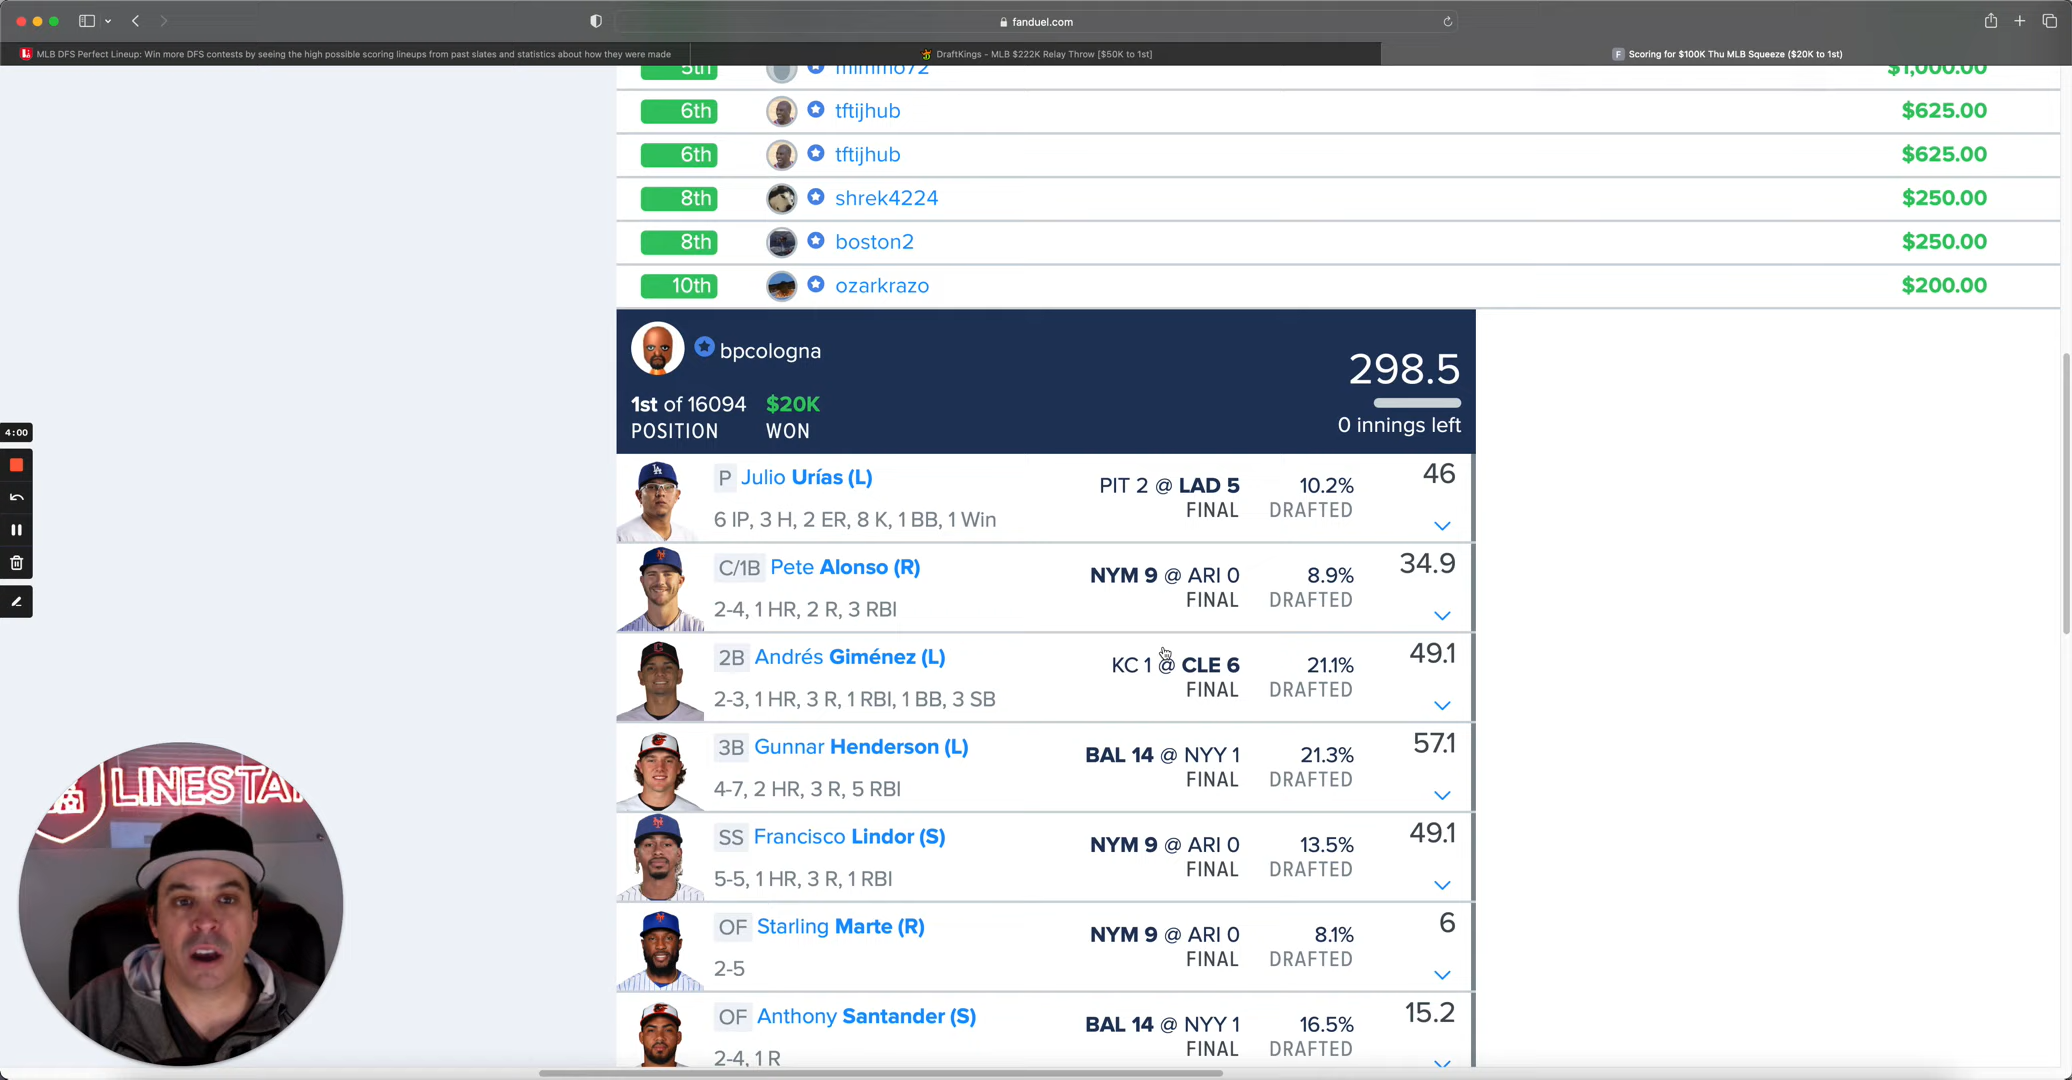 fanduel.com
MLB DFS Perfect Lineup: Win more DFS contests by seeing the high possible scoring lineups from past slates and statistics about how they were made
DraftKings - MLB $222K Relay Throw [$50K to 1st]
F Scoring for $100K Thu MLB Squeeze ($20K to 1st)
5th mimmo72 $1,000.00
6th tftijhub $625.00
6th tftijhub $625.00
8th shrek4224 $250.00
8th boston2 $250.00
10th ozarkrazo $200.00
bpcologna 298.5
1st of 16094 $20K
POSITION WON 0 innings left
4:00
P Julio Urías (L) PIT 2 @ LAD 5 10.2% 46
6 IP, 3 H, 2 ER, 8 K, 1 BB, 1 Win FINAL DRAFTED
C/1B Pete Alonso (R) NYM 9 @ ARI 0 8.9% 34.9
2-4, 1 HR, 2 R, 3 RBI FINAL DRAFTED
2B Andrés Giménez (L) KC 1 @ CLE 6 21.1% 49.1
2-3, 1 HR, 3 R, 1 RBI, 1 BB, 3 SB FINAL DRAFTED
3B Gunnar Henderson (L) BAL 14 @ NYY 1 21.3% 57.1
4-7, 2 HR, 3 R, 5 RBI FINAL DRAFTED
SS Francisco Lindor (S) NYM 9 @ ARI 0 13.5% 49.1
5-5, 1 HR, 3 R, 1 RBI FINAL DRAFTED
OF Starling Marte (R) NYM 9 @ ARI 0 8.1% 6
2-5 FINAL DRAFTED
OF Anthony Santander (S) BAL 14 @ NYY 1 16.5% 15.2
2-4, 1 R FINAL DRAFTED
LINESTA